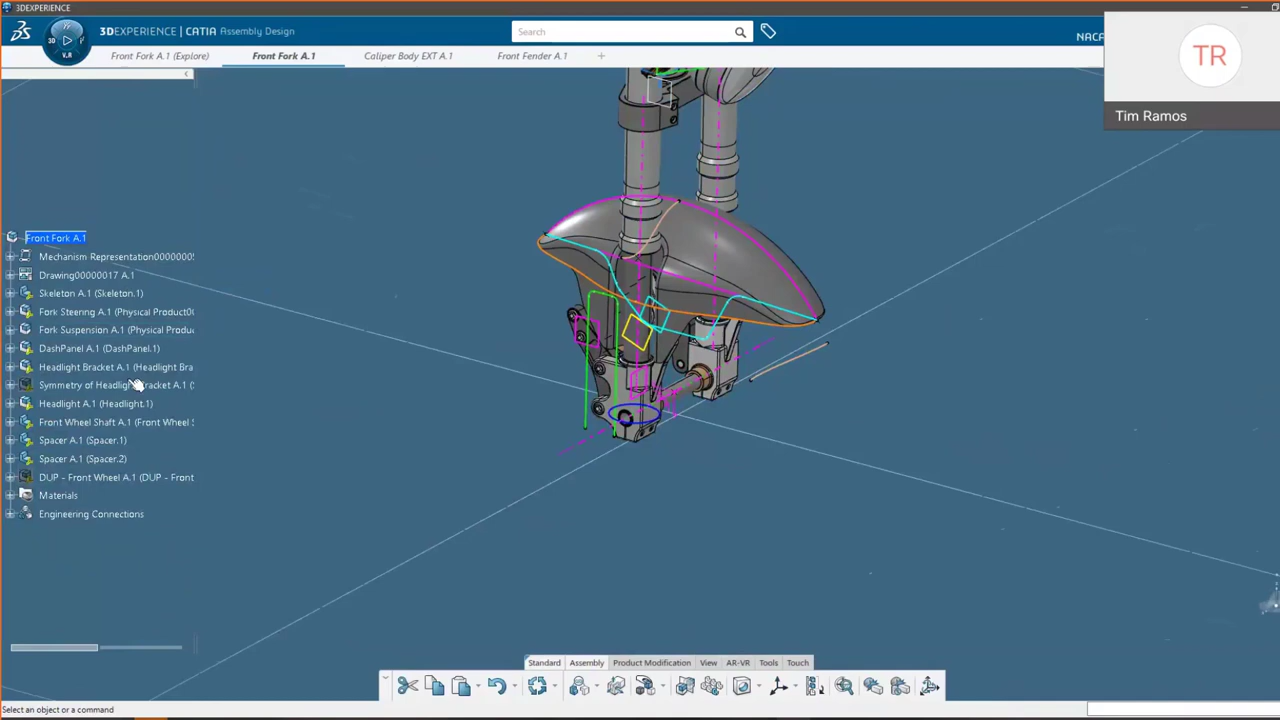 3DEXPERIENCE
3DEXPERIENCE | CATIA Assembly Design
Search
NACA
3D
V.R
Front Fork A.1 (Explore)
Front Fork A.1
Caliper Body EXT A.1
Front Fender A.1
TR
Tim Ramos
Front Fork A.1
Mechanism Representation0000000
Drawing00000017 A.1
Skeleton A.1 (Skeleton.1)
Fork Steering A.1 (Physical Product0
Fork Suspension A.1 (Physical Produ
DashPanel A.1 (DashPanel.1)
Headlight Bracket A.1 (Headlight Bra
Symmetry of Headlight Bracket A.1 (
Headlight A.1 (Headlight.1)
Front Wheel Shaft A.1 (Front Wheel
Spacer A.1 (Spacer.1)
Spacer A.1 (Spacer.2)
DUP - Front Wheel A.1 (DUP - Front
Materials
Engineering Connections
Standard
Assembly
Product Modification
View
AR-VR
Tools
Touch
Select an object or a command